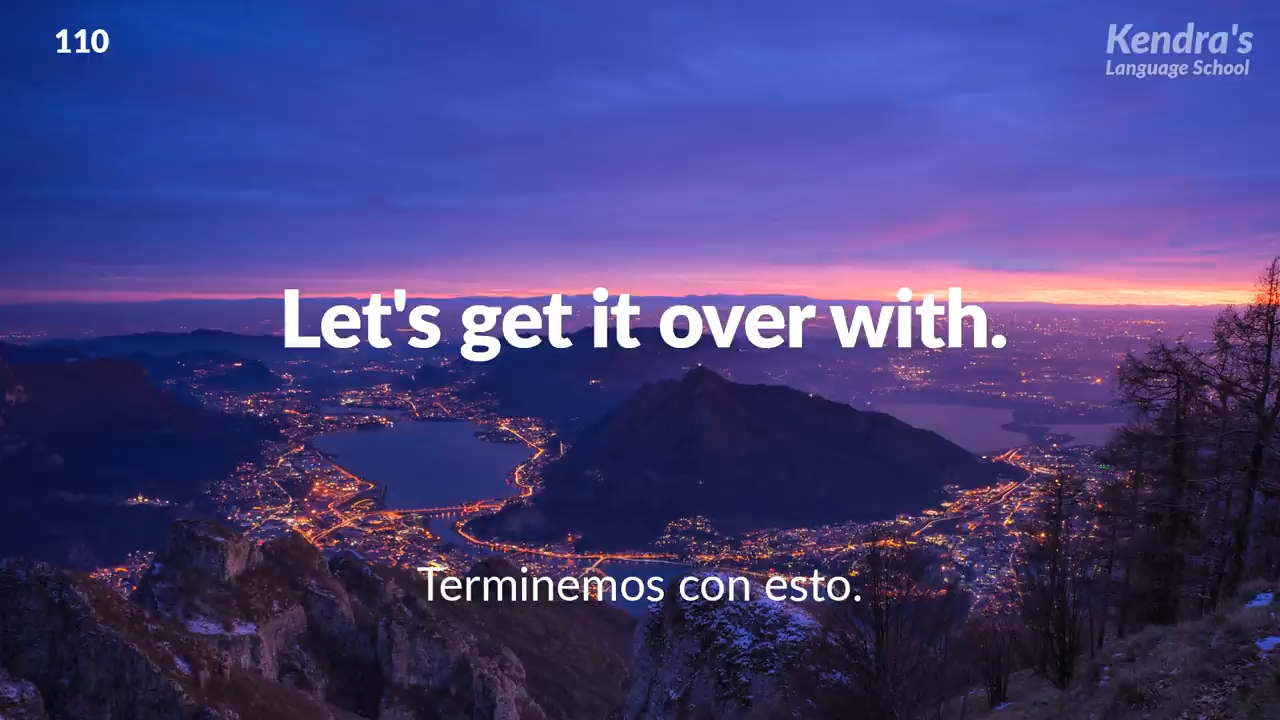 110
Kendra's
Language School
Let's get it over with.
Terminemos con esto.